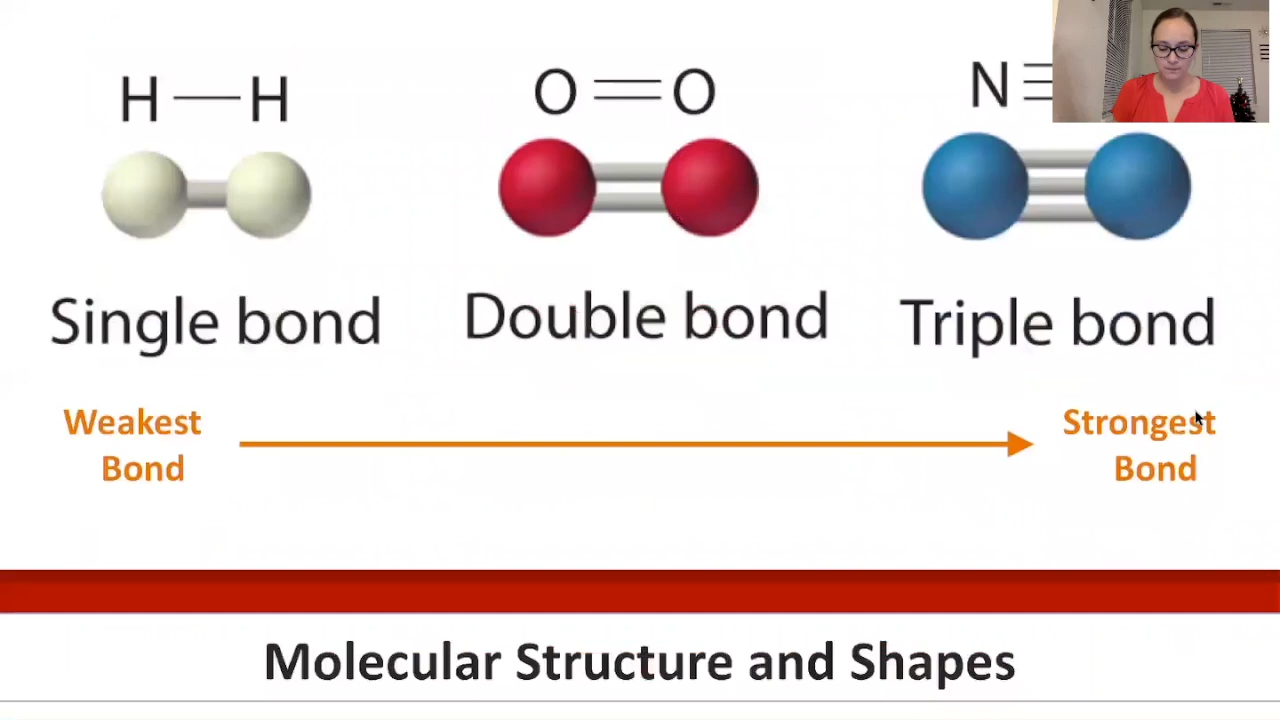 H — H
O = O
N ≡
Single bond
Double bond
Triple bond
Weakest
Bond
Strongest
Bond
Molecular Structure and Shapes